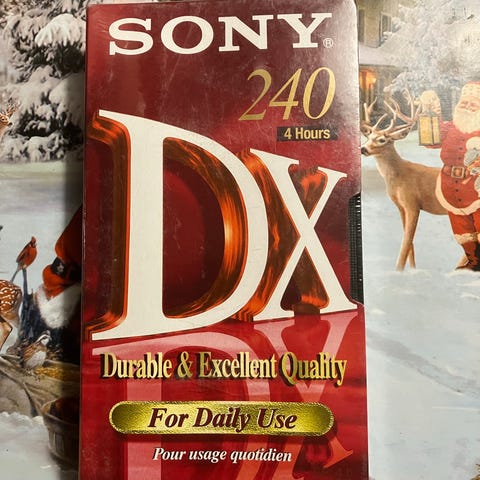 SONY®
240
4 Hours
DX
Durable & Excellent Quality
For Daily Use
Pour usage quotidien